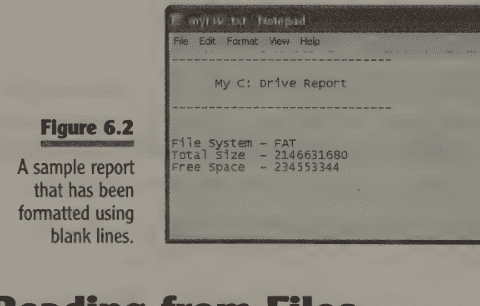 Notepad
File Edit Format View Help
My C: Drive Report
File System - FAT
Total Size - 2146631680
Free Space - 234553344
Figure 6.2
A sample report
that has been
formatted using
blank lines.
Reading from Files